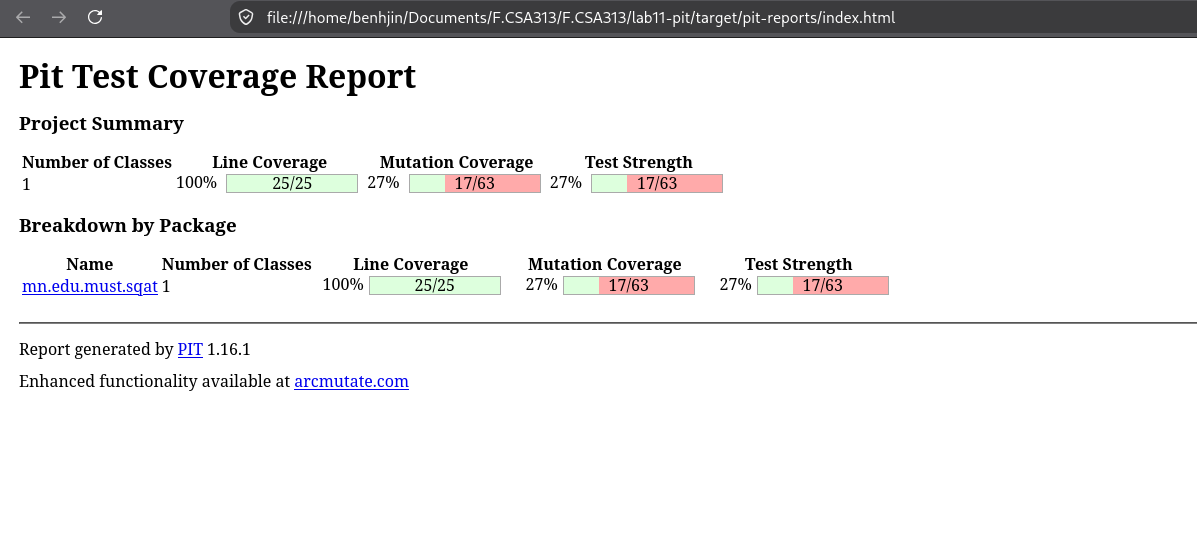 file:///home/benhjin/Documents/F.CSA313/F.CSA313/lab11-pit/target/pit-reports/index.html
Pit Test Coverage Report
Project Summary
Number of Classes Line Coverage Mutation Coverage Test Strength
1 100% 25/25 27% 17/63 27% 17/63
Breakdown by Package
Name Number of Classes Line Coverage Mutation Coverage Test Strength
mn.edu.must.sqat 1 100% 25/25 27% 17/63 27% 17/63
Report generated by PIT 1.16.1
Enhanced functionality available at arcmutate.com